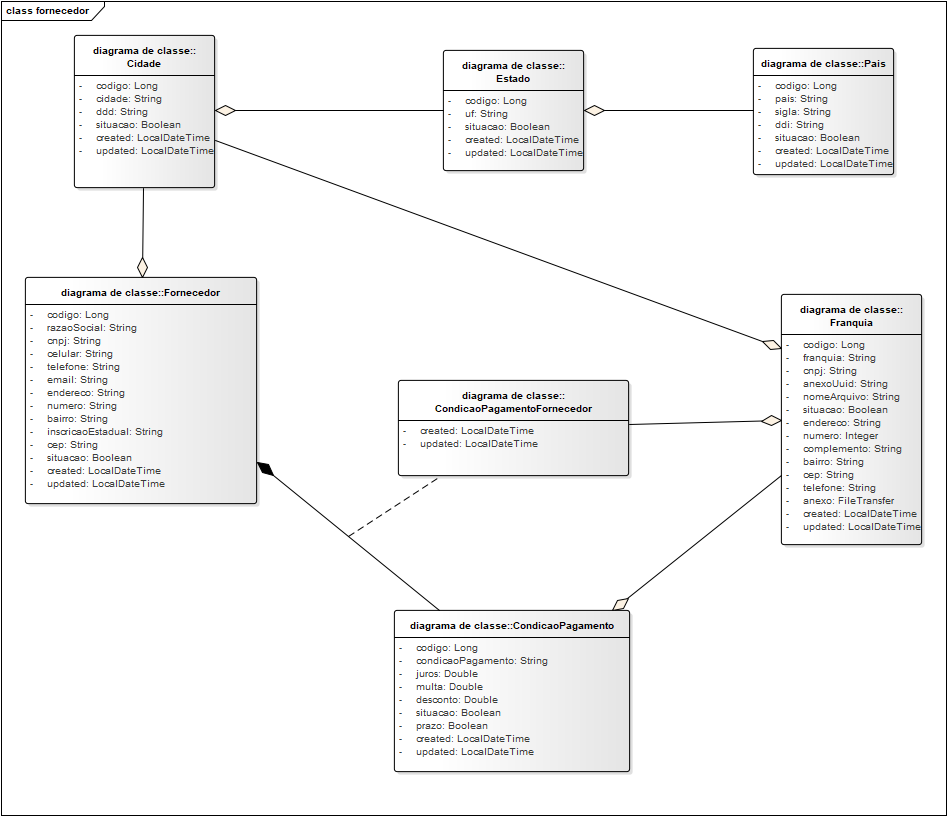 class fornecedor
diagrama de classe::
Cidade
- codigo: Long
- cidade: String
- ddd: String
- situacao: Boolean
- created: LocalDateTime
- updated: LocalDateTime
diagrama de classe::
Estado
- codigo: Long
- uf: String
- situacao: Boolean
- created: LocalDateTime
- updated: LocalDateTime
diagrama de classe::Pais
- codigo: Long
- pais: String
- sigla: String
- ddi: String
- situacao: Boolean
- created: LocalDateTime
- updated: LocalDateTime
diagrama de classe::Fornecedor
- codigo: Long
- razaoSocial: String
- cnpj: String
- celular: String
- telefone: String
- email: String
- endereco: String
- numero: String
- bairro: String
- inscricaoEstadual: String
- cep: String
- situacao: Boolean
- created: LocalDateTime
- updated: LocalDateTime
diagrama de classe::
CondicaoPagamentoFornecedor
- created: LocalDateTime
- updated: LocalDateTime
diagrama de classe::
Franquia
- codigo: Long
- franquia: String
- cnpj: String
- anexoUuid: String
- nomeArquivo: String
- situacao: Boolean
- endereco: String
- numero: Integer
- complemento: String
- bairro: String
- cep: String
- telefone: String
- anexo: FileTransfer
- created: LocalDateTime
- updated: LocalDateTime
diagrama de classe::CondicaoPagamento
- codigo: Long
- condicaoPagamento: String
- juros: Double
- multa: Double
- desconto: Double
- situacao: Boolean
- prazo: Boolean
- created: LocalDateTime
- updated: LocalDateTime